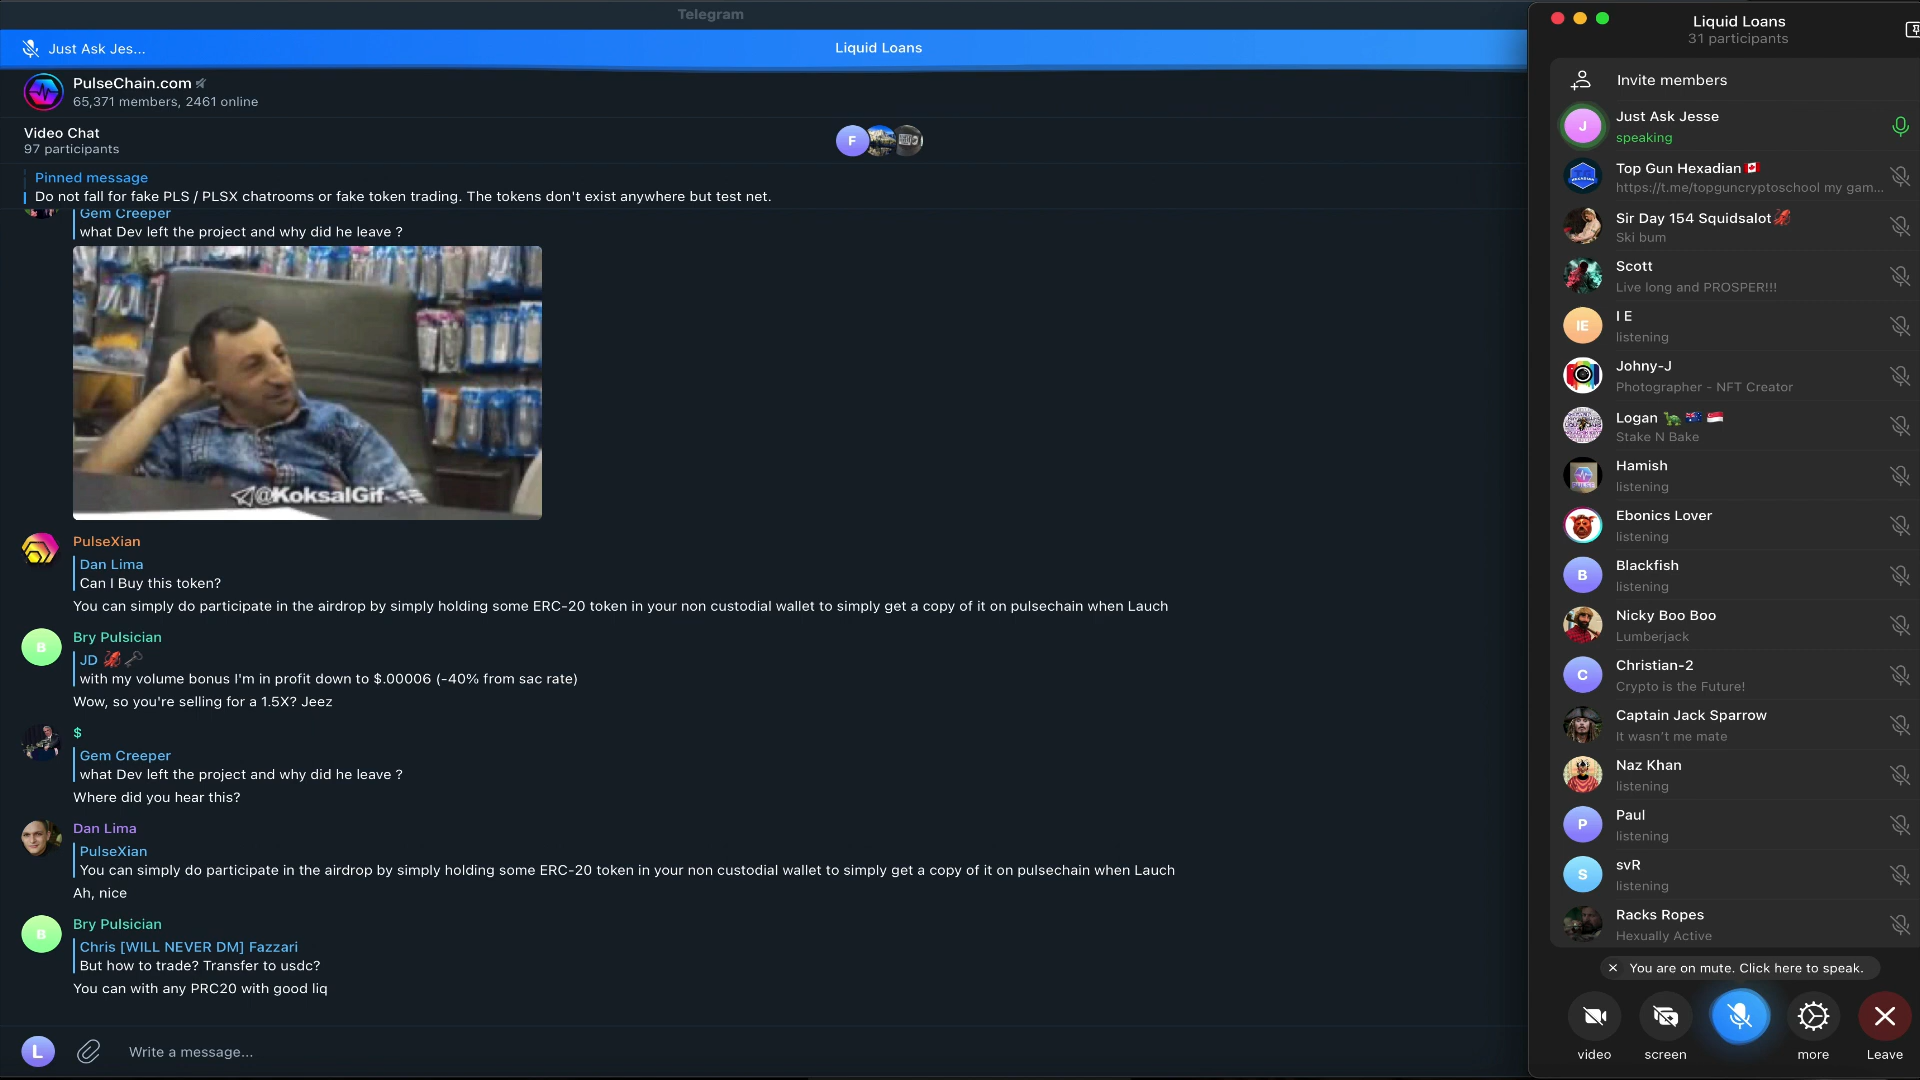 Telegram
Just Ask Jes...
Liquid Loans
PulseChain.com
65,371 members, 2461 online
Video Chat
97 participants
F
Pinned message
Do not fall for fake PLS / PLSX chatrooms or fake token trading. The tokens don't exist anywhere but test net.
Gem Creeper
what Dev left the project and why did he leave ?
@KoksalGif
PulseXian
Dan Lima
Can I Buy this token?
You can simply do participate in the airdrop by simply holding some ERC-20 token in your non custodial wallet to simply get a copy of it on pulsechain when Lauch
B
Bry Pulsician
JD 🦑🗝
with my volume bonus I'm in profit down to $.00006 (-40% from sac rate)
Wow, so you're selling for a 1.5X? Jeez
$
Gem Creeper
what Dev left the project and why did he leave ?
Where did you hear this?
Dan Lima
PulseXian
You can simply do participate in the airdrop by simply holding some ERC-20 token in your non custodial wallet to simply get a copy of it on pulsechain when Lauch
Ah, nice
B
Bry Pulsician
Chris [WILL NEVER DM] Fazzari
But how to trade? Transfer to usdc?
You can with any PRC20 with good liq
L
Write a message...
Liquid Loans
31 participants
Invite members
J
Just Ask Jesse
speaking
Top Gun Hexadian🇨🇦
https://t.me/topguncryptoschool my gam...
Sir Day 154 Squidsalot🦑
Ski bum
Scott
Live long and PROSPER!!!
IE
I E
listening
Johny-J
Photographer - NFT Creator
Logan 🐢 🇦🇺 🇸🇬
Stake N Bake
Hamish
listening
Ebonics Lover
listening
B
Blackfish
listening
Nicky Boo Boo
Lumberjack
C
Christian-2
Crypto is the Future!
Captain Jack Sparrow
It wasn't me mate
Naz Khan
listening
P
Paul
listening
S
svR
listening
Racks Ropes
Hexually Active
You are on mute. Click here to speak.
video
screen
more
Leave